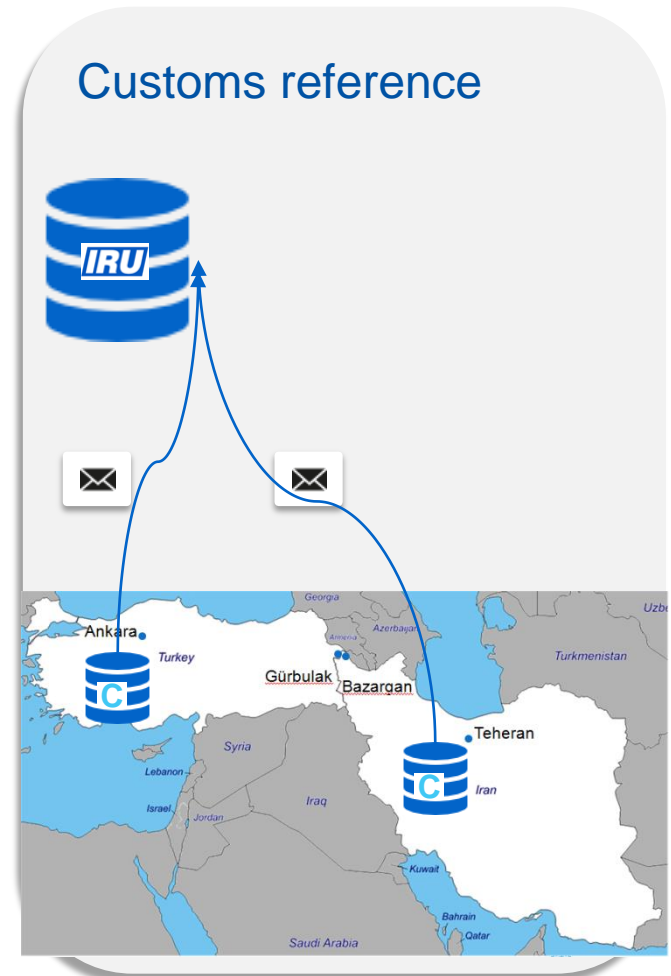 Customs reference
IRU
Georgia
Uzbe
Ankara
Armenia
Azerbaijan
Turkey
Turkmenistan
Gürbulak
Bazargan
C
Teheran
Syria
Lebanon
C
Iran
Iraq
Israel
Jordan
Kuwait
Bahrain
Qatar
Saudi Arabia